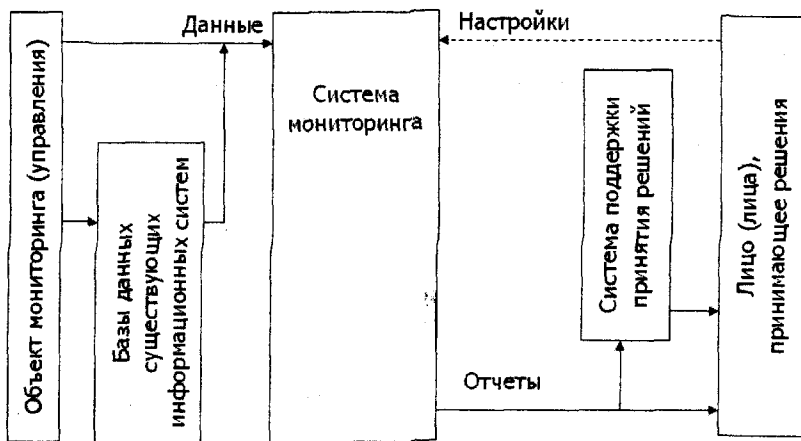 Объект мониторинга (управления)
Базы данных
существующих
информационных систем
Данные
Система
мониторинга
Настройки
Отчеты
Система поддержки
принятия решений
Лицо (лица),
принимающее решения